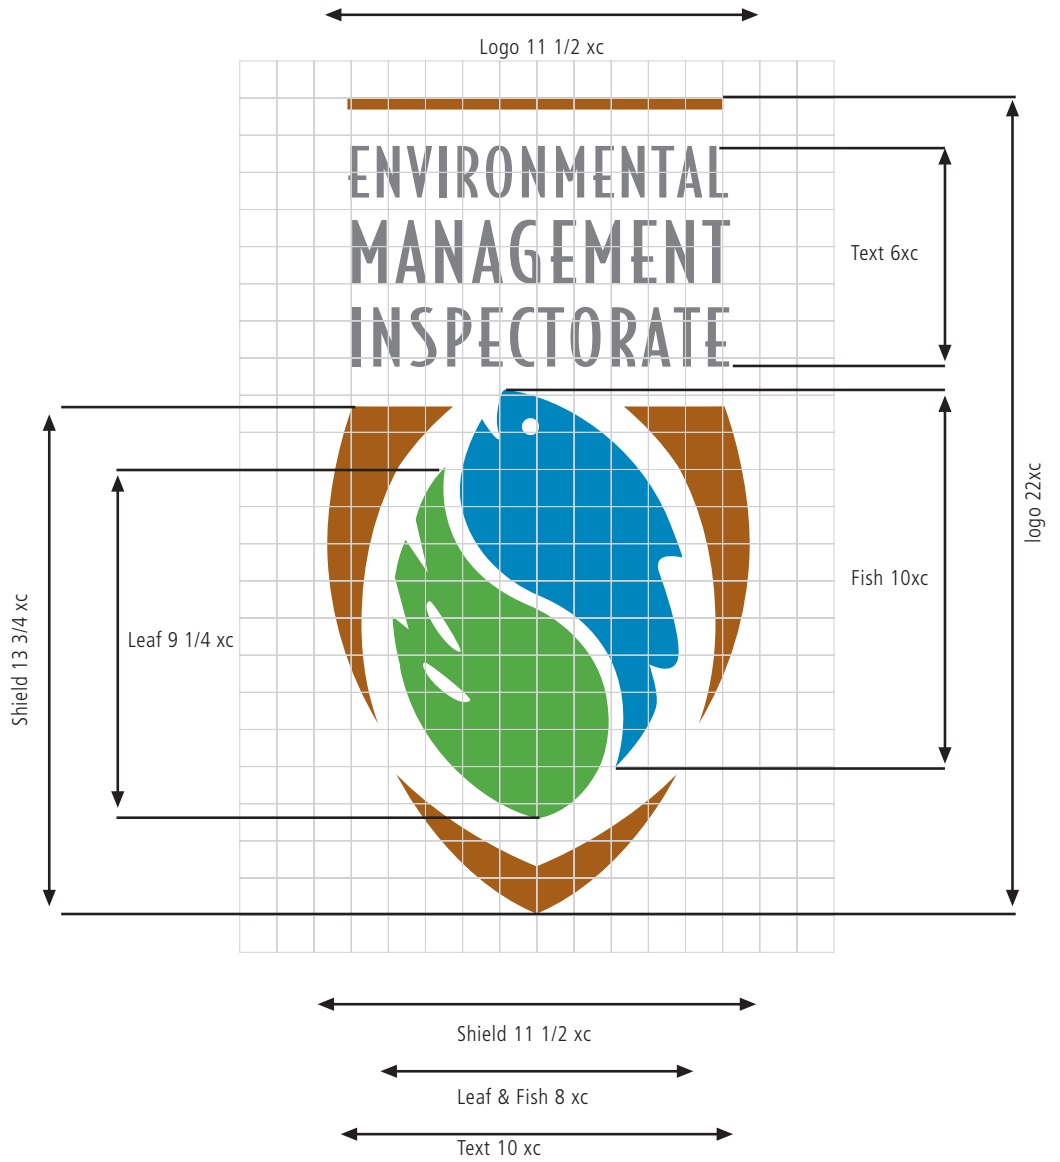 Logo 11 1/2 xc
ENVIRONMENTAL
MANAGEMENT
INSPECTORATE
Text 6xc
logo 22xc
Fish 10xc
Leaf 9 1/4 xc
Shield 13 3/4 xc
Shield 11 1/2 xc
Leaf & Fish 8 xc
Text 10 xc